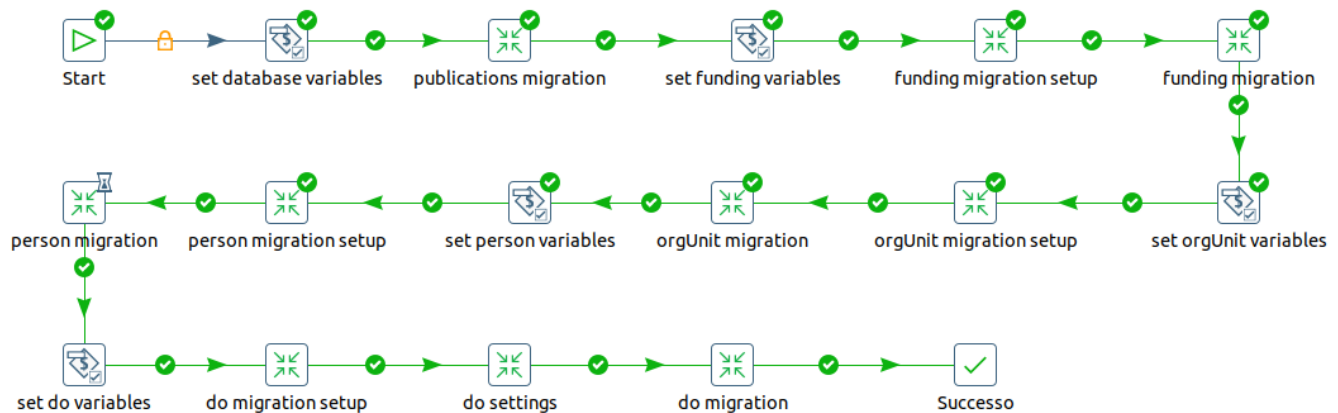 Start
set database variables
publications migration
set funding variables
funding migration setup
funding migration
person migration
person migration setup
set person variables
orgUnit migration
orgUnit migration setup
set orgUnit variables
set do variables
do migration setup
do settings
do migration
Successo